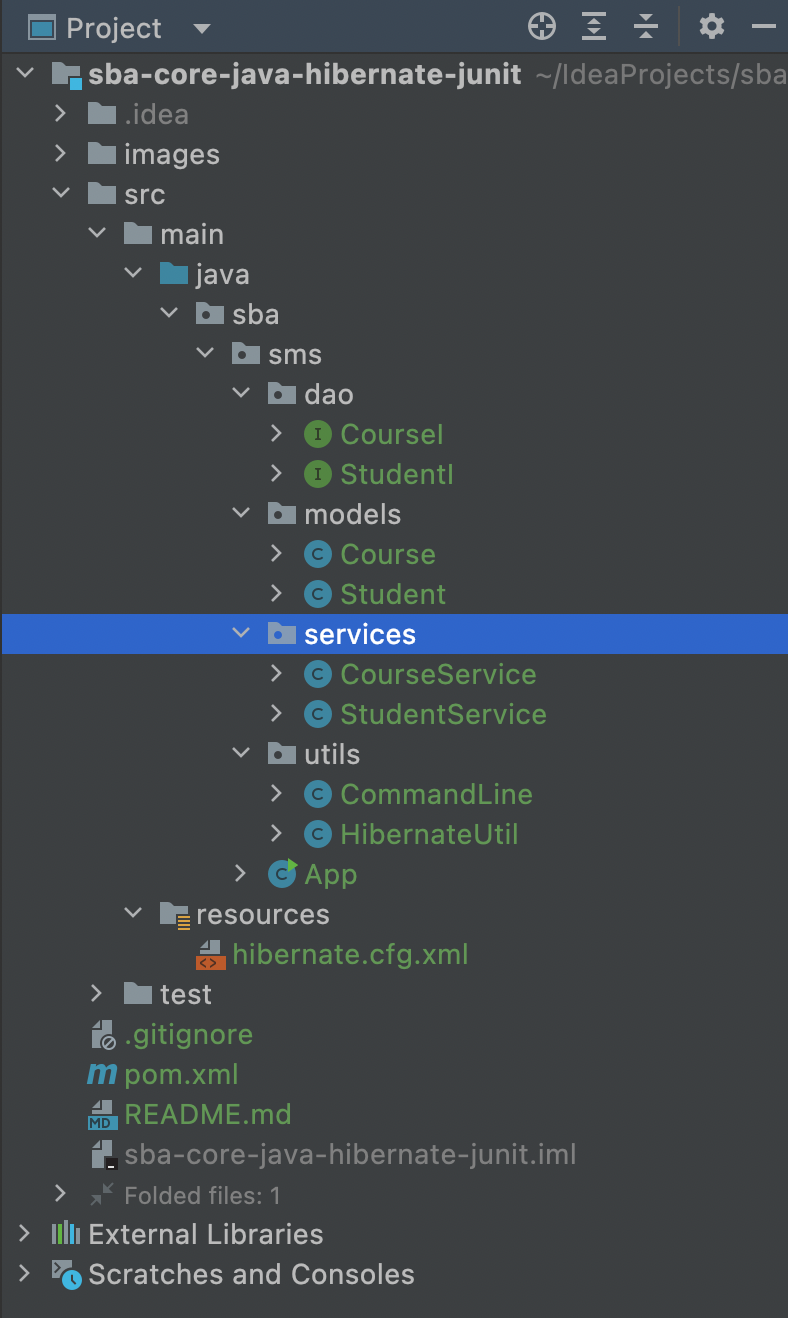 Project
sba-core-java-hibernate-junit ~/IdeaProjects/sba
.idea
images
src
main
java
sba
sms
dao
I CourseI
I StudentI
models
C Course
C Student
services
C CourseService
C StudentService
utils
C CommandLine
C HibernateUtil
C App
resources
<> hibernate.cfg.xml
test
.gitignore
m pom.xml
MD README.md
sba-core-java-hibernate-junit.iml
Folded files: 1
External Libraries
Scratches and Consoles